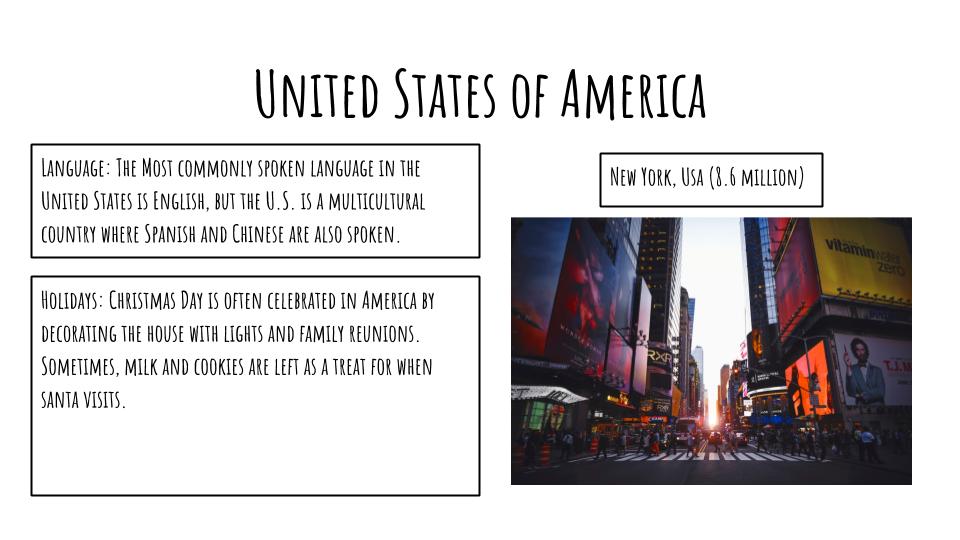 United States of America
Language: The Most commonly spoken language in the
United States is English, but the U.S. is a multicultural
country where Spanish and Chinese are also spoken.
Holidays: Christmas Day is often celebrated in America by
decorating the house with lights and family reunions.
Sometimes, milk and cookies are left as a treat for when
santa visits.
New York, Usa (8.6 million)
vitaminwater
zero
RXR
T.J.M